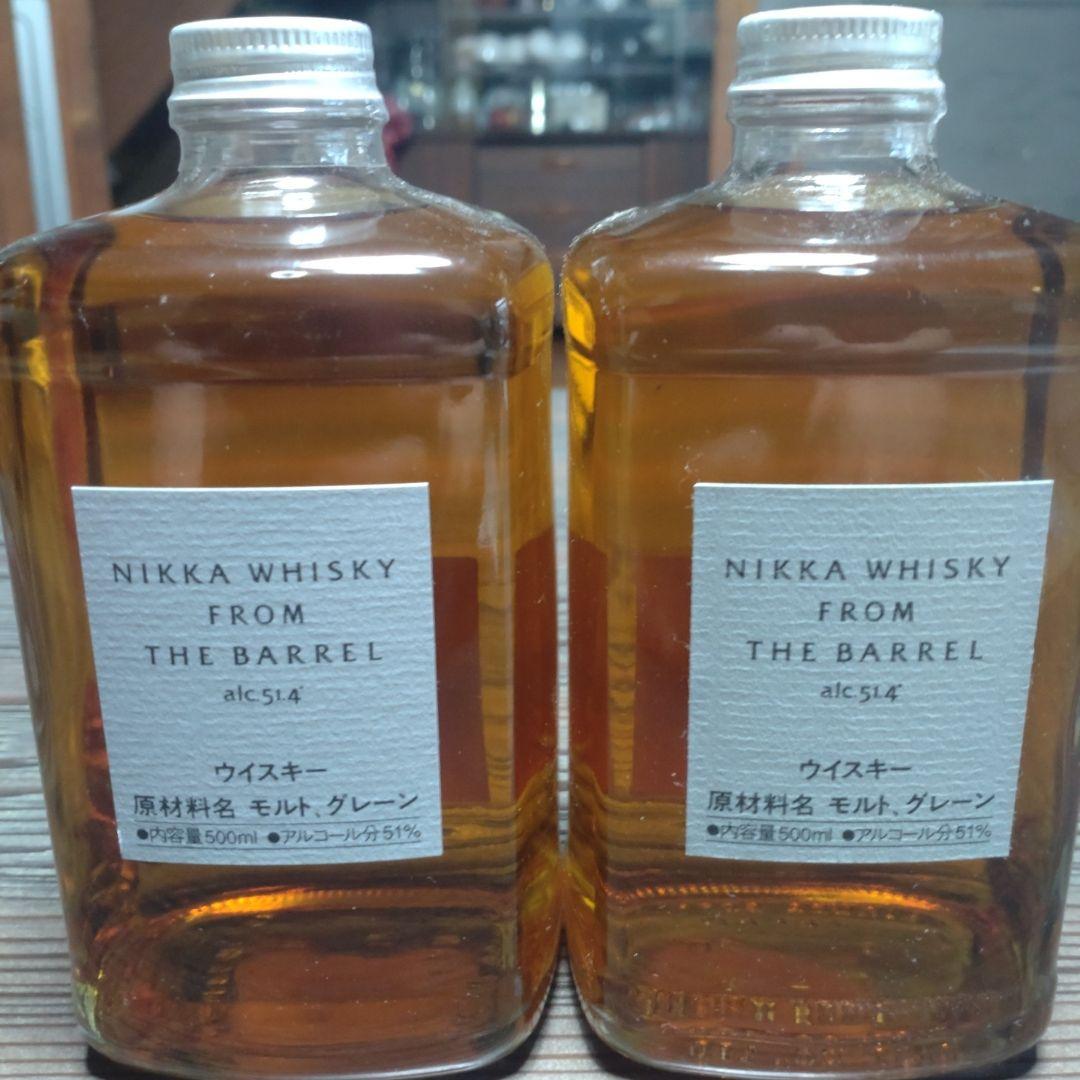 NIKKA WHISKY
FROM
THE BARREL
alc.51.4°
ウイスキー
原材料名 モルト、グレーン
●内容量500ml ●アルコール分51%
NIKKA WHISKY
FROM
THE BARREL
alc.51.4°
ウイスキー
原材料名 モルト、グレーン
●内容量500ml ●アルコール分51%